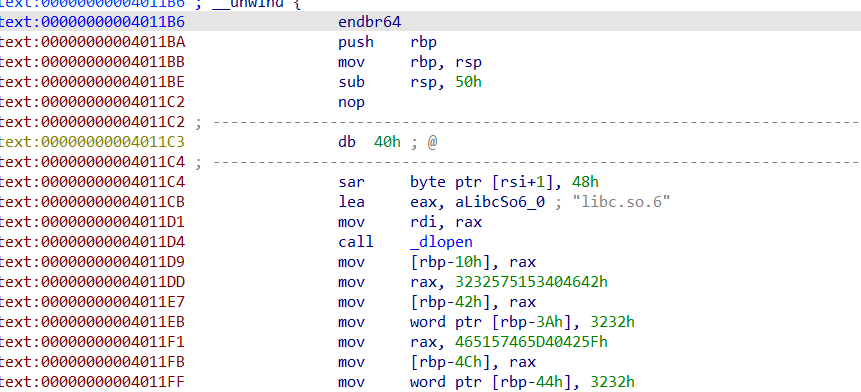 text:00000000004011B6 ; __unwind {
text:00000000004011B6 endbr64
text:00000000004011BA push rbp
text:00000000004011BB mov rbp, rsp
text:00000000004011BE sub rsp, 50h
text:00000000004011C2 nop
text:00000000004011C2 ; ---------------------------------------------------------------------------
text:00000000004011C3 db 40h ; @
text:00000000004011C4 ; ---------------------------------------------------------------------------
text:00000000004011C4 sar byte ptr [rsi+1], 48h
text:00000000004011CB lea eax, aLibcSo6_0 ; "libc.so.6"
text:00000000004011D1 mov rdi, rax
text:00000000004011D4 call _dlopen
text:00000000004011D9 mov [rbp-10h], rax
text:00000000004011DD mov rax, 3232575153404642h
text:00000000004011E7 mov [rbp-42h], rax
text:00000000004011EB mov word ptr [rbp-3Ah], 3232h
text:00000000004011F1 mov rax, 465157465D40425Fh
text:00000000004011FB mov [rbp-4Ch], rax
text:00000000004011FF mov word ptr [rbp-44h], 3232h